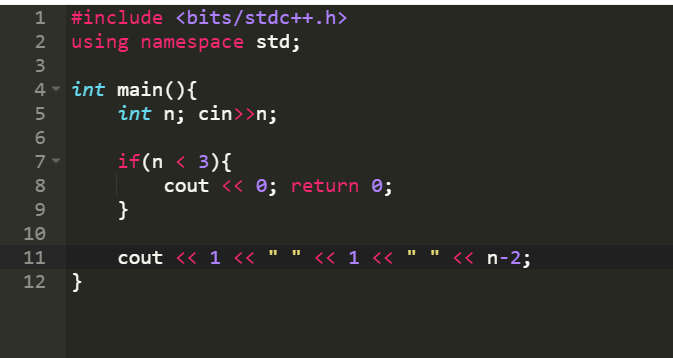 1 #include <bits/stdc++.h>
2 using namespace std;
3
4 int main(){
5     int n; cin>>n;
6
7     if(n < 3){
8         cout << 0; return 0;
9     }
10
11     cout << 1 << " " << 1 << " " << n-2;
12 }